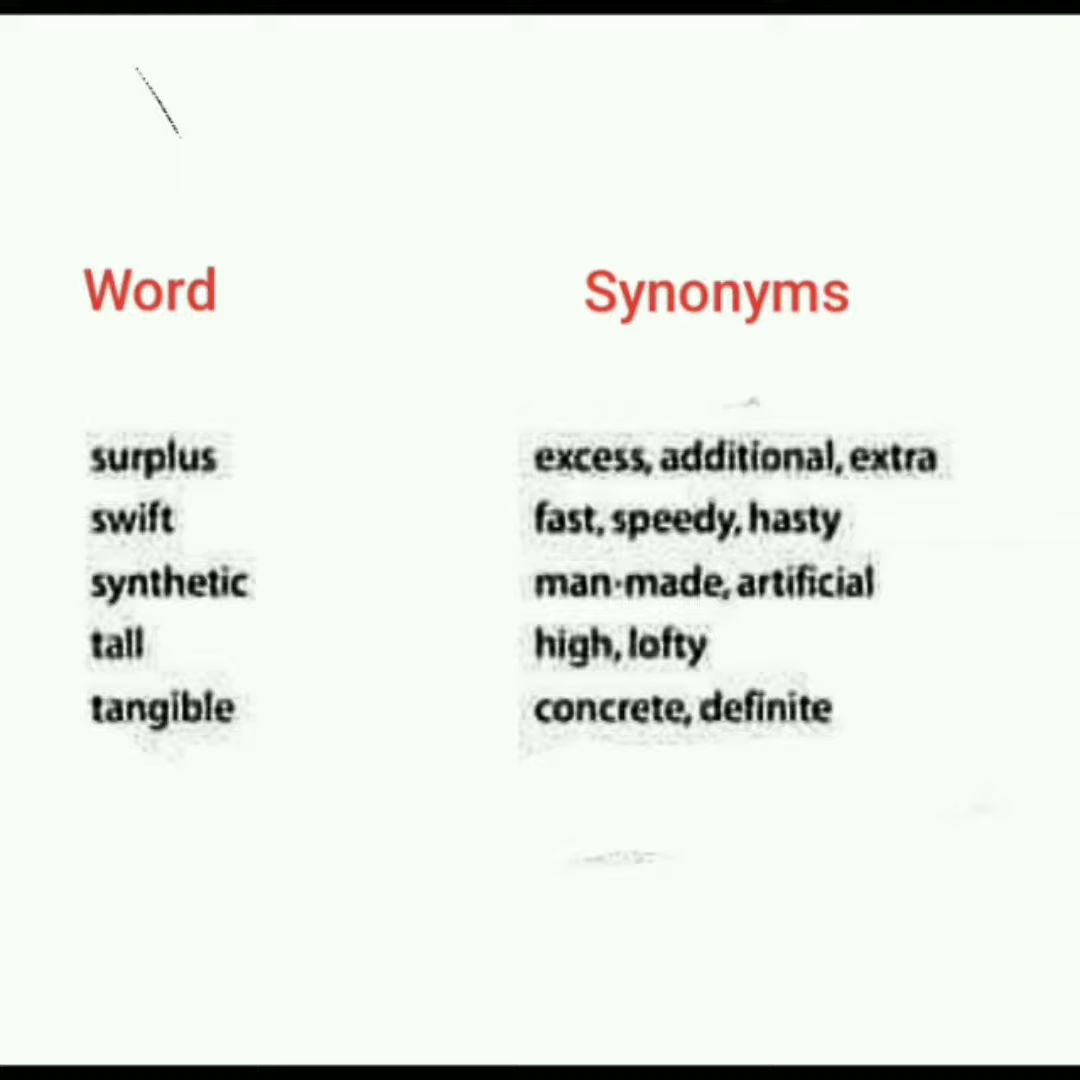 Word Synonyms
surplus excess, additional, extra
swift fast, speedy, hasty
synthetic man-made, artificial
tall high, lofty
tangible concrete, definite